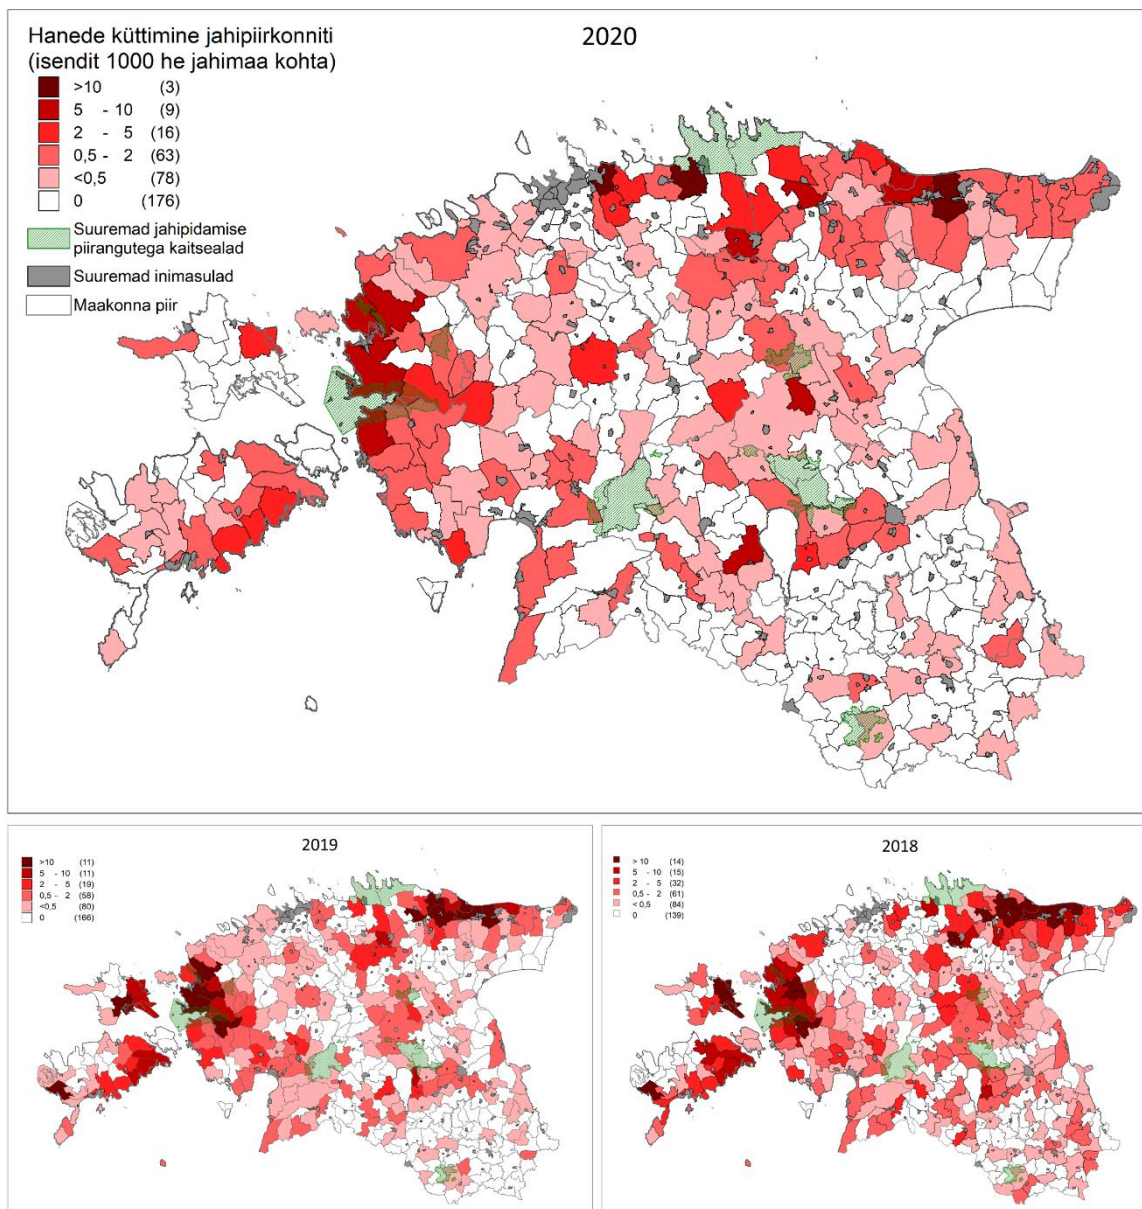 Hanede küttimine jahipiirkonniti
(isendit 1000 he jahimaa kohta)
2020
>10 (3)
5 - 10 (9)
2 - 5 (16)
0,5 - 2 (63)
<0,5 (78)
0 (176)
Suuremad jahipidamise
piirangutega kaitsealad
Suuremad inimasulad
Maakonna piir
2019
>10 (11)
5 - 10 (11)
2 - 5 (19)
0,5 - 2 (58)
<0,5 (80)
0 (166)
2018
> 10 (14)
5 - 10 (15)
2 - 5 (32)
0,5 - 2 (61)
< 0,5 (84)
0 (139)